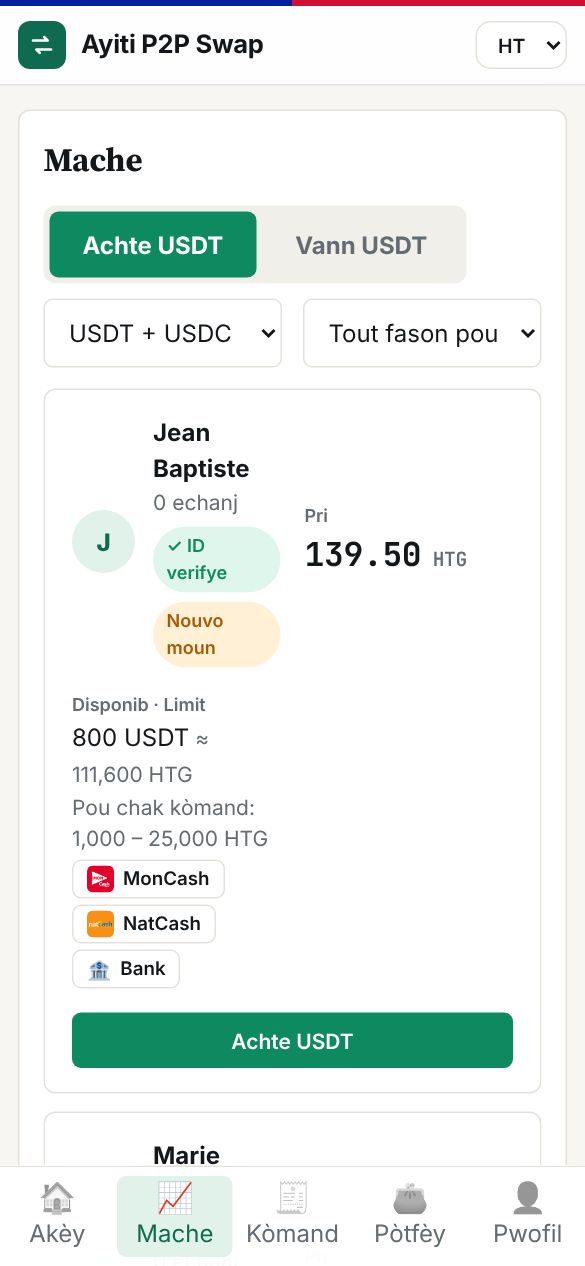 Ayiti P2P Swap
HT
Mache
Achte USDT
Vann USDT
USDT + USDC
Tout fason pou
Jean
Baptiste
0 echanj
J
✓ ID
verifye
Nouvo
moun
Pri
139.50 HTG
Disponib · Limit
800 USDT ≈
111,600 HTG
Pou chak kòmand:
1,000 – 25,000 HTG
MonCash
natcash NatCash
Bank
Achte USDT
Marie
Akèy
Mache
Kòmand
Pòtfèy
Pwofil